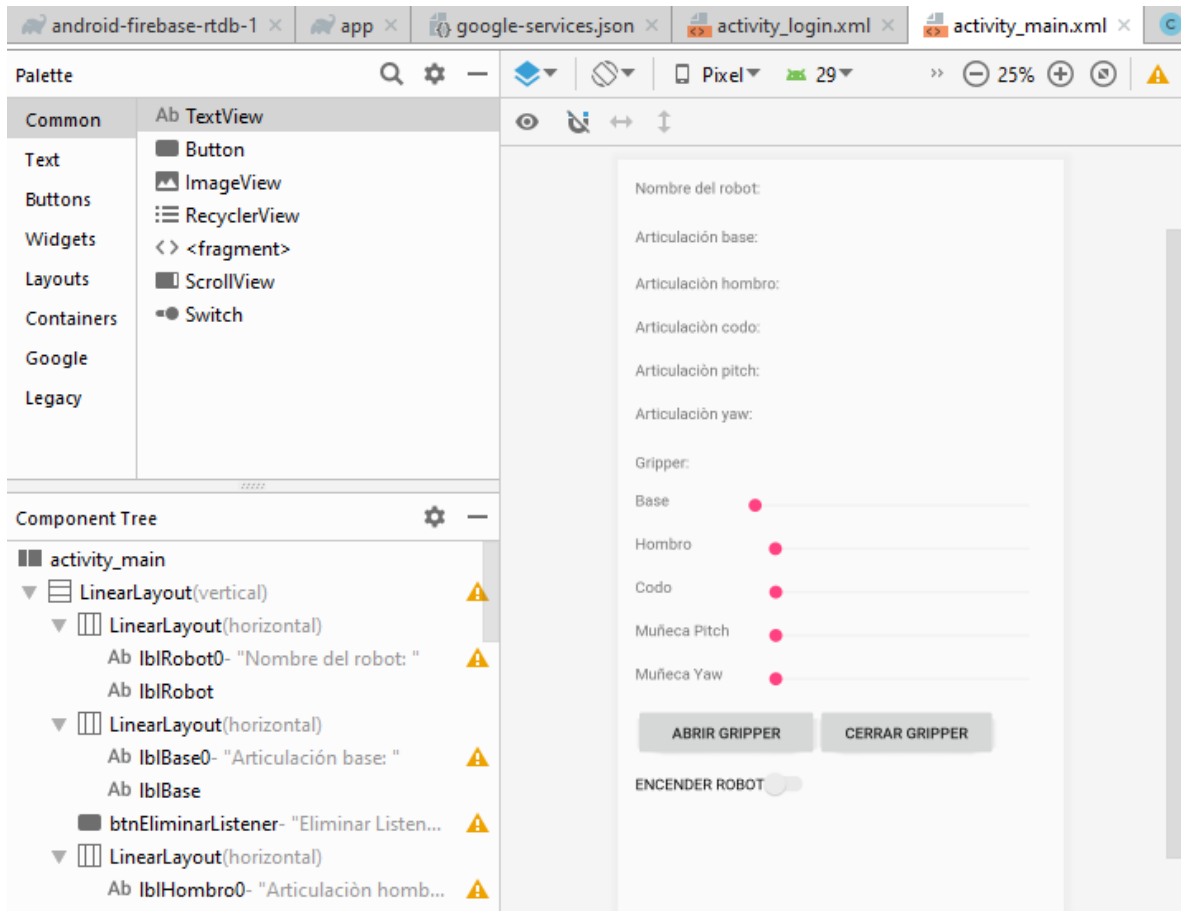 android-firebase-rtdb-1 × app × google-services.json × activity_login.xml × activity_main.xml × C
Palette
Common
Text
Buttons
Widgets
Layouts
Containers
Google
Legacy
Ab TextView
Button
ImageView
RecyclerView
<> <fragment>
ScrollView
Switch
Pixel 29 >> 25%
Nombre del robot:
Articulación base:
Articulaciòn hombro:
Articulaciòn codo:
Articulaciòn pitch:
Articulaciòn yaw:
Gripper:
Base
Hombro
Codo
Muñeca Pitch
Muñeca Yaw
ABRIR GRIPPER CERRAR GRIPPER
ENCENDER ROBOT
Component Tree
activity_main
LinearLayout(vertical)
LinearLayout(horizontal)
Ab lblRobot0- "Nombre del robot: "
Ab lblRobot
LinearLayout(horizontal)
Ab lblBase0- "Articulación base: "
Ab lblBase
btnEliminarListener- "Eliminar Listen...
LinearLayout(horizontal)
Ab lblHombro0- "Articulaciòn homb...